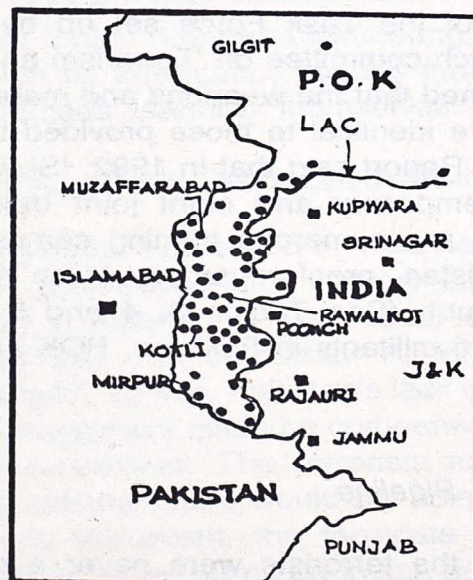 GILGIT
P.O.K
LAC
MUZAFFARABAD
KUPWARA
SRINAGAR
ISLAMABAD
INDIA
RAWALKOT
POONCH
KOTLI
J&K
MIRPUR
RAJAURI
JAMMU
PAKISTAN
PUNJAB